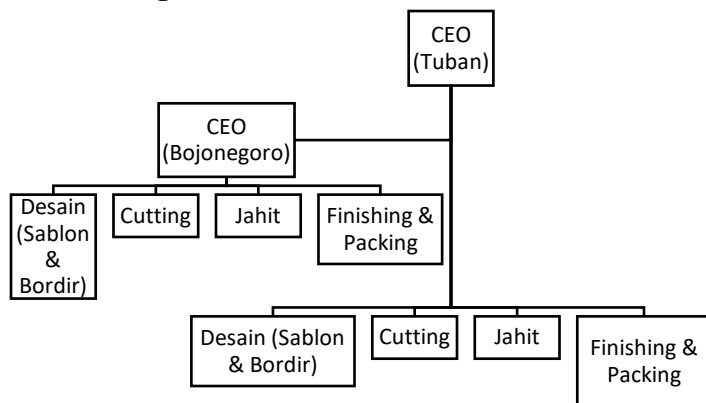 CEO
(Tuban)
CEO
(Bojonegoro)
Desain
(Sablon
&
Bordir)
Cutting
Jahit
Finishing &
Packing
Desain (Sablon
& Bordir)
Cutting
Jahit
Finishing &
Packing